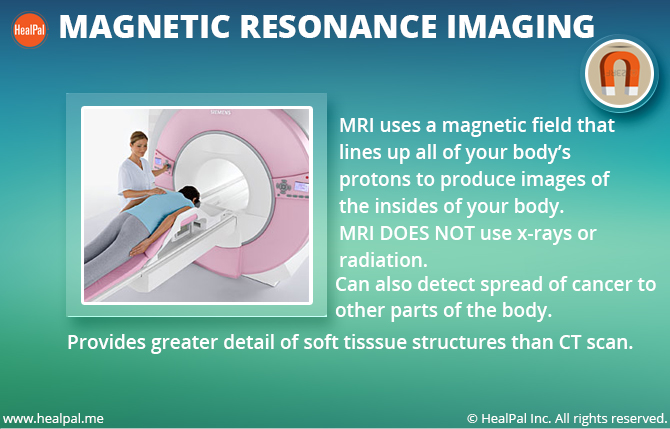 HealPal
MAGNETIC RESONANCE IMAGING
SIEMENS
MRI uses a magnetic field that
lines up all of your body's
protons to produce images of
the insides of your body.
MRI DOES NOT use x-rays or
radiation.
Can also detect spread of cancer to
other parts of the body.
Provides greater detail of soft tisssue structures than CT scan.
www.healpal.me
© HealPal Inc. All rights reserved.